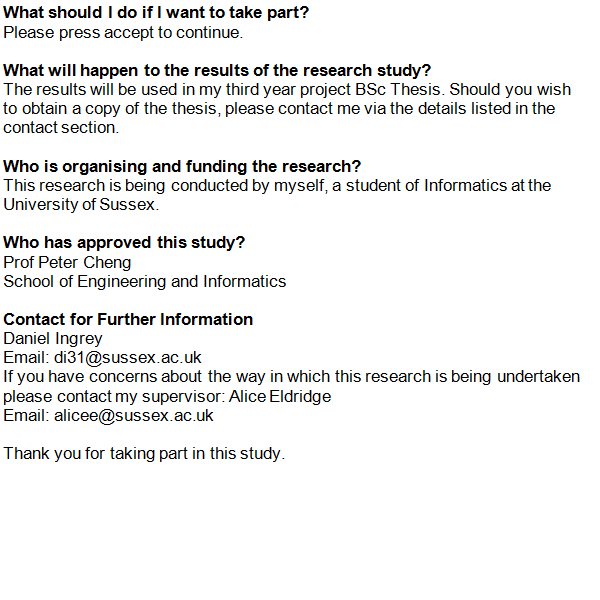 What should I do if I want to take part?
Please press accept to continue.
What will happen to the results of the research study?
The results will be used in my third year project BSc Thesis. Should you wish
to obtain a copy of the thesis, please contact me via the details listed in the
contact section.
Who is organising and funding the research?
This research is being conducted by myself, a student of Informatics at the
University of Sussex.
Who has approved this study?
Prof Peter Cheng
School of Engineering and Informatics
Contact for Further Information
Daniel Ingrey
Email: di31@sussex.ac.uk
If you have concerns about the way in which this research is being undertaken
please contact my supervisor: Alice Eldridge
Email: alicee@sussex.ac.uk
Thank you for taking part in this study.